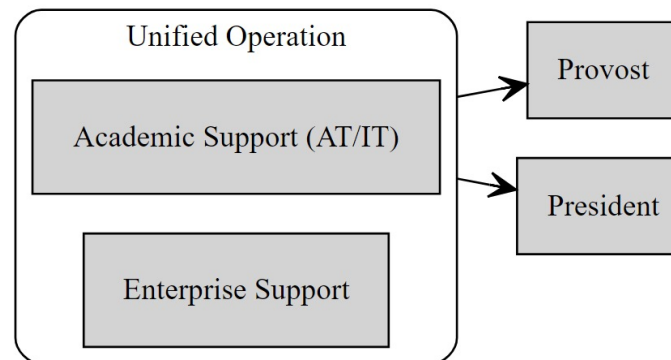 Unified Operation
Academic Support (AT/IT)
Enterprise Support
Provost
President